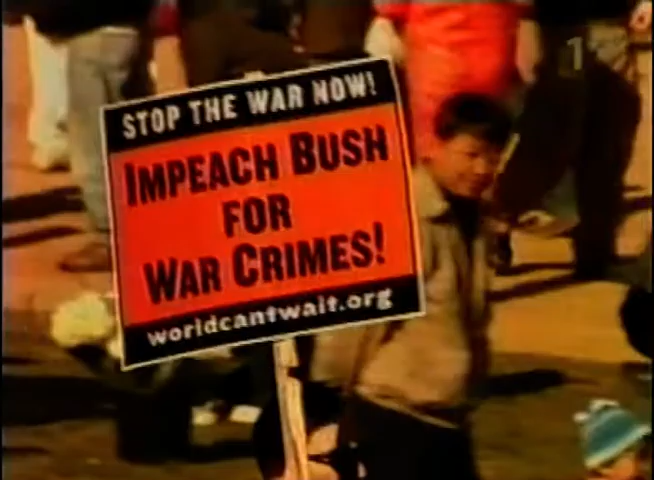 STOP THE WAR NOW!
IMPEACH BUSH
FOR
WAR CRIMES!
worldcantwait.org